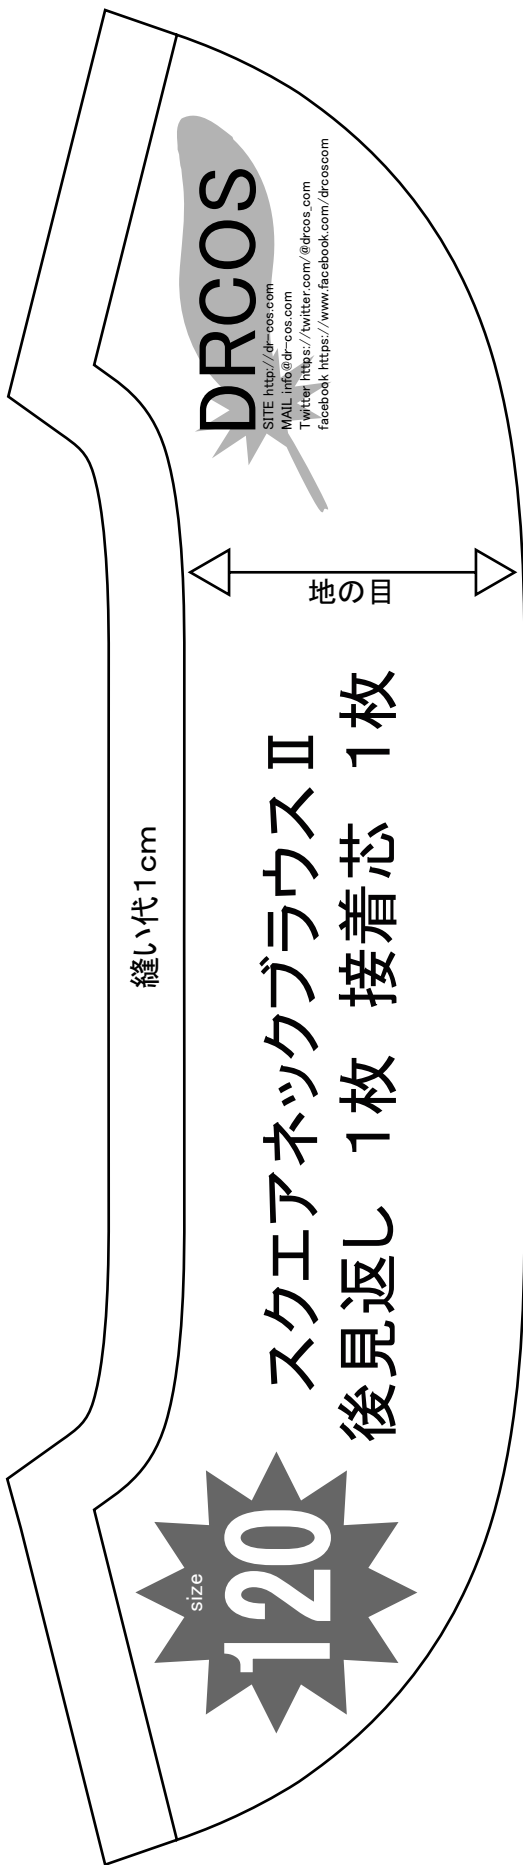 DRCOS
SITE http://dr-cos.com
MAIL info@dr-cos.com
Twitter https://twitter.com/@drcos_com
facebook https://www.facebook.com/drcoscom
地の目
縫い代1cm
スクエアネックブラウスⅡ
後見返し 1枚 接着芯 1枚
size
120